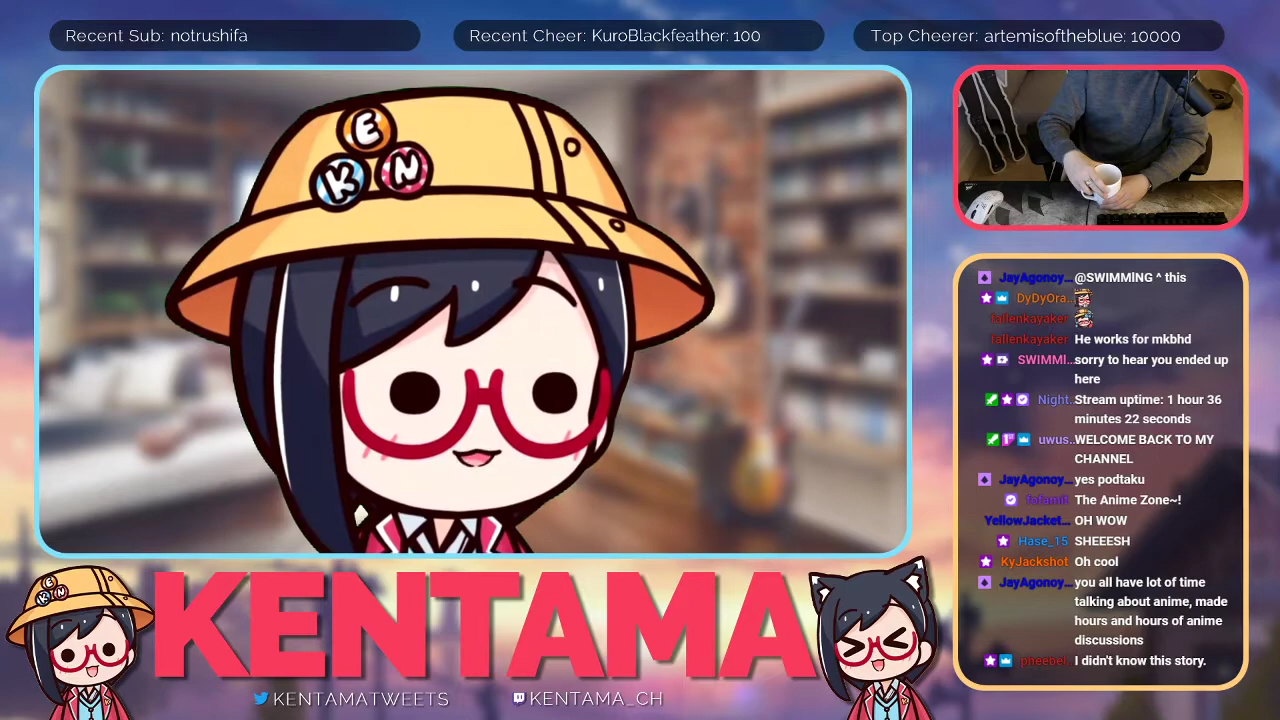 Recent Sub: notrushifa
Recent Cheer: KuroBlackfeather: 100
Top Cheerer: artemisoftheblue: 10000
E
K N
JayAgonoy... @SWIMMING ^ this
DyDyOra...
fallenkayaker
fallenkayaker He works for mkbhd
SWIMMI... sorry to hear you ended up
here
Night... Stream uptime: 1 hour 36
minutes 22 seconds
uwus... WELCOME BACK TO MY
CHANNEL
JayAgonoy... yes podtaku
tofamit The Anime Zone~!
YellowJacket... OH WOW
Hase_15 SHEEESH
KyJackshot Oh cool
JayAgonoy... you all have lot of time
talking about anime, made
hours and hours of anime
discussions
pheebel... I didn't know this story.
E
K N
KENTAMA
KENTAMATWEETS
KENTAMA_CH